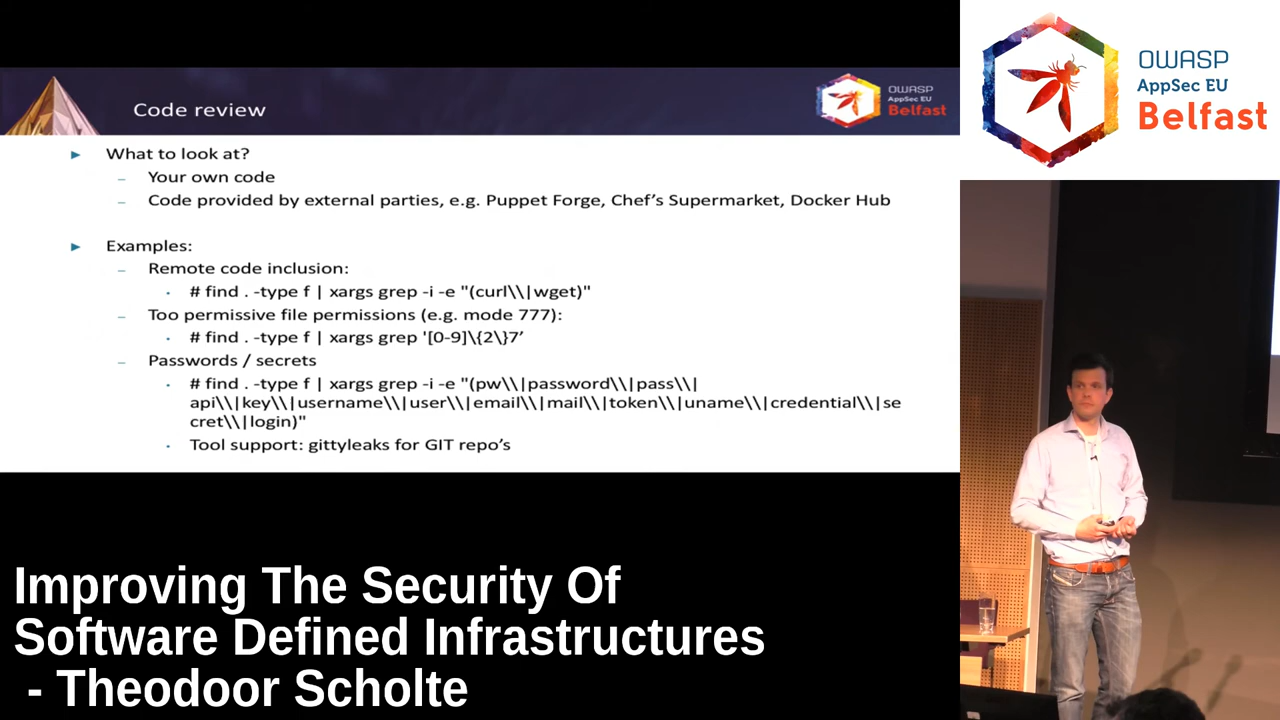 Code review
OWASP
AppSec EU
Belfast
What to look at?
– Your own code
– Code provided by external parties, e.g. Puppet Forge, Chef's Supermarket, Docker Hub
Examples:
– Remote code inclusion:
• # find . -type f | xargs grep -i -e "(curl\\|wget)"
– Too permissive file permissions (e.g. mode 777):
• # find . -type f | xargs grep '[0-9]\{2\}7’
– Passwords / secrets
• # find . -type f | xargs grep -i -e "(pw\\|password\\|pass\\|
api\\|key\\|username\\|user\\|email\\|mail\\|token\\|uname\\|credential\\|se
cret\\|login)"
• Tool support: gittyleaks for GIT repo’s
OWASP
AppSec EU
Belfast
Improving The Security Of
Software Defined Infrastructures
- Theodoor Scholte